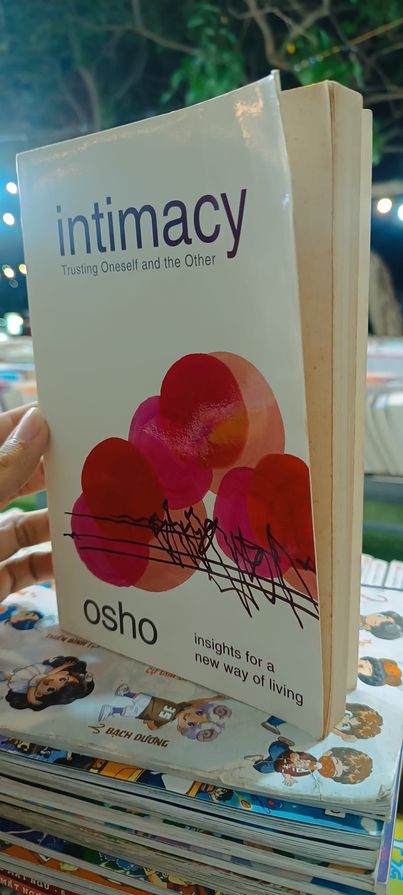 intimacy
Trusting Oneself and the Other
osho
insights for a
new way of living
BẠCH DƯƠNG